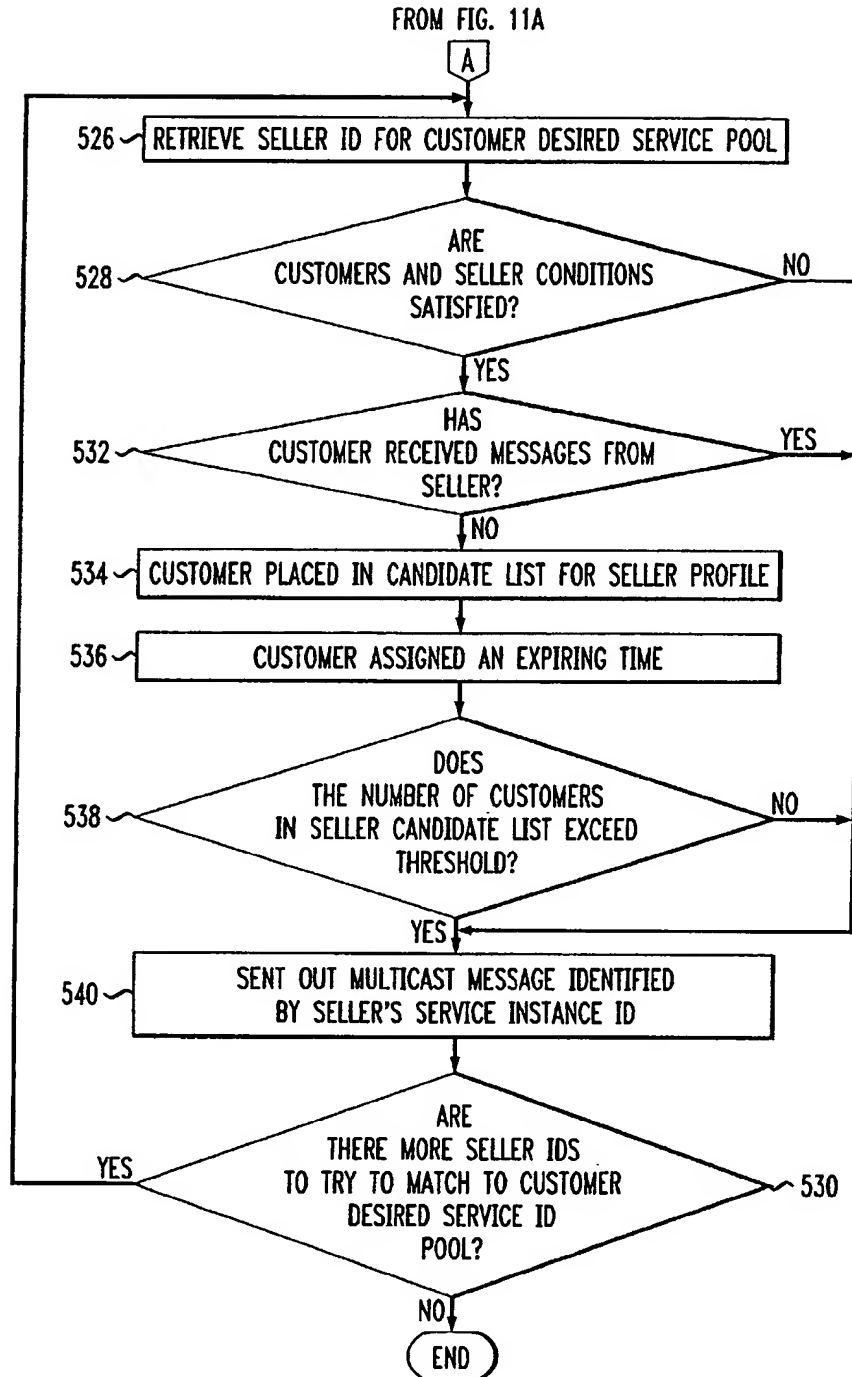 FROM FIG. 11A
A
526
RETRIEVE SELLER ID FOR CUSTOMER DESIRED SERVICE POOL
528
ARE
CUSTOMERS AND SELLER CONDITIONS
SATISFIED?
NO
YES
532
HAS
CUSTOMER RECEIVED MESSAGES FROM
SELLER?
YES
NO
534
CUSTOMER PLACED IN CANDIDATE LIST FOR SELLER PROFILE
536
CUSTOMER ASSIGNED AN EXPIRING TIME
538
DOES
THE NUMBER OF CUSTOMERS
IN SELLER CANDIDATE LIST EXCEED
THRESHOLD?
NO
YES
540
SENT OUT MULTICAST MESSAGE IDENTIFIED
BY SELLER'S SERVICE INSTANCE ID
YES
ARE
THERE MORE SELLER IDS
TO TRY TO MATCH TO CUSTOMER
DESIRED SERVICE ID
POOL?
530
NO
END